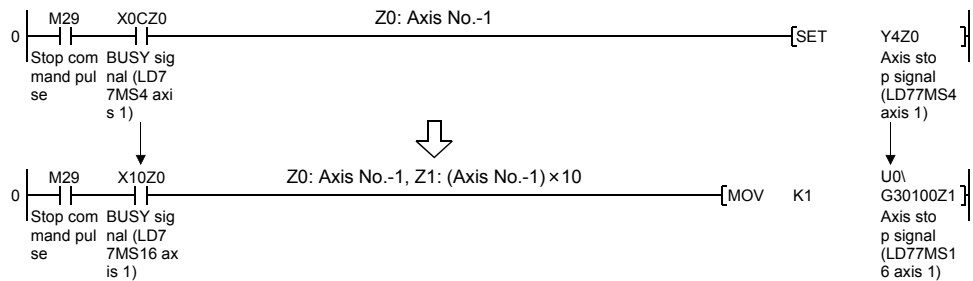 M29 X0CZ0 Z0: Axis No.-1
0 SET Y4Z0
Stop com BUSY sig Axis sto
mand pul nal (LD7 p signal
se 7MS4 axi (LD77MS4
s 1) axis 1)
M29 X10Z0 Z0: Axis No.-1, Z1: (Axis No.-1)×10 U0\
0 MOV K1 G30100Z1
Stop com BUSY sig Axis sto
mand pul nal (LD7 p signal
se 7MS16 ax (LD77MS1
is 1) 6 axis 1)